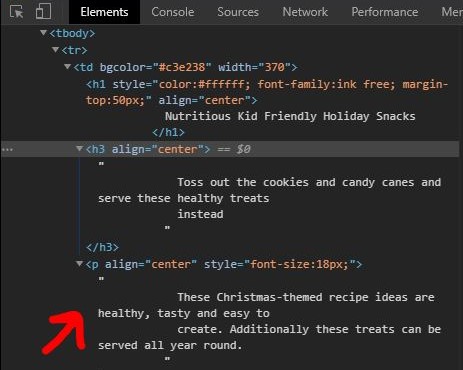 Elements Console Sources Network Performance Mer
▼<tbody>
▼<tr>
▼<td bgcolor="#c3e238" width="370">
<h1 style="color:#ffffff; font-family:ink free; margin-
top:50px;" align="center">
Nutritious Kid Friendly Holiday Snacks
</h1>
… ▼<h3 align="center"> == $0
"
Toss out the cookies and candy canes and
serve these healthy treats
instead
"
</h3>
▼<p align="center" style="font-size:18px;">
"
These Christmas-themed recipe ideas are
healthy, tasty and easy to
create. Additionally these treats can be
served all year round.
"